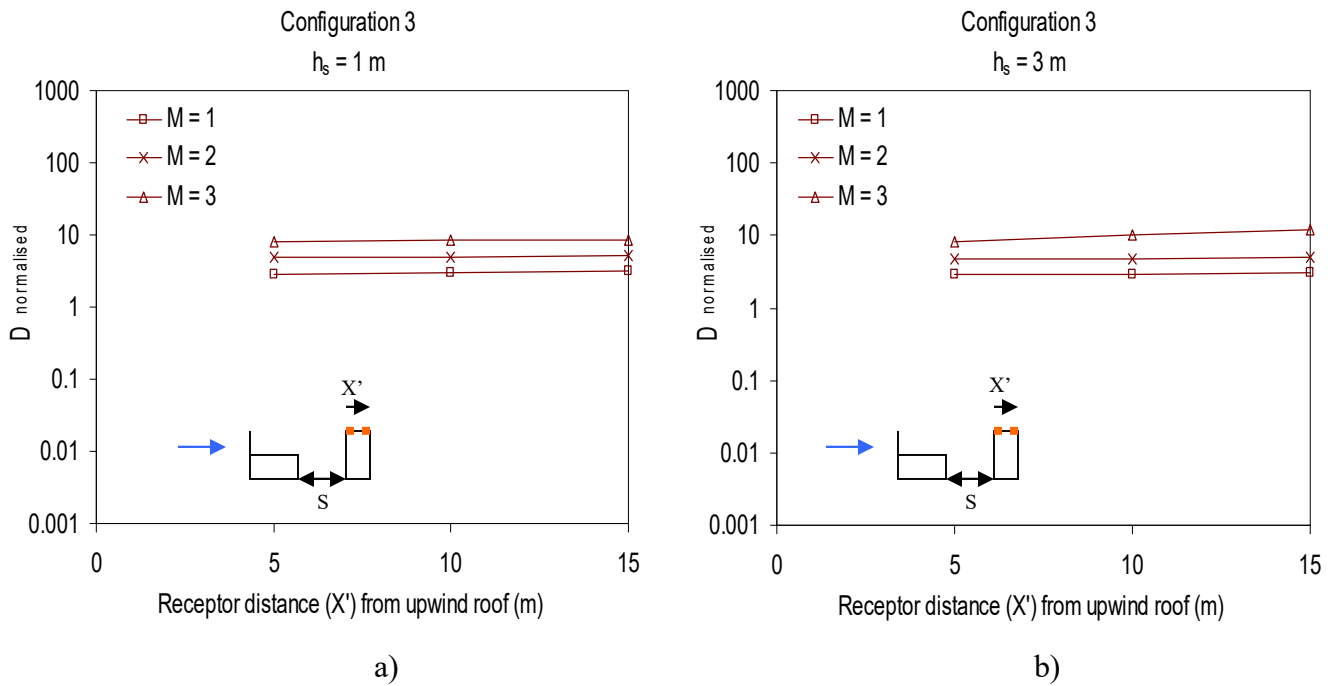 Configuration 3
hs = 1 m
1000
100
10
1
0.1
0.01
0.001
D normalised
M = 1
M = 2
M = 3
X’
S
0 5 10 15
Receptor distance (X') from upwind roof (m)
a)
Configuration 3
hs = 3 m
1000
100
10
1
0.1
0.01
0.001
D normalised
M = 1
M = 2
M = 3
X’
S
0 5 10 15
Receptor distance (X') from upwind roof (m)
b)